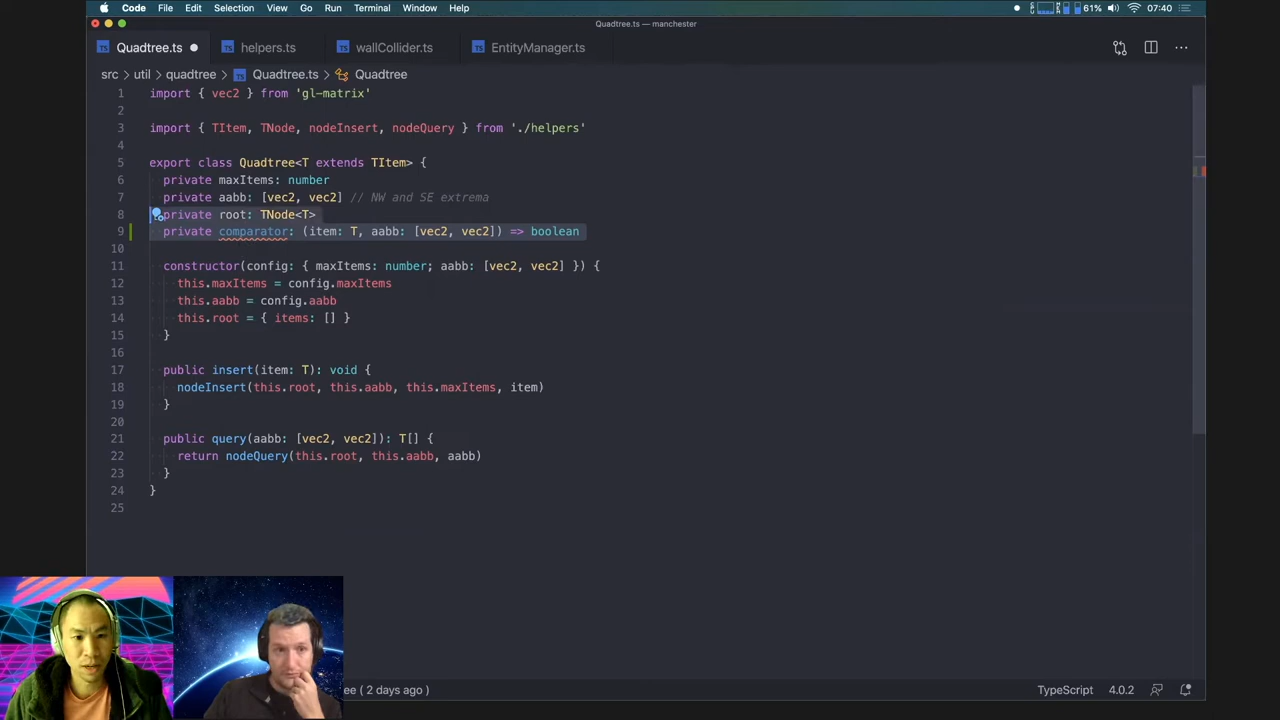 Code File Edit Selection View Go Run Terminal Window Help 61% 07:40
Quadtree.ts — manchester
TS Quadtree.ts TS helpers.ts TS wallCollider.ts TS EntityManager.ts
src > util > quadtree > TS Quadtree.ts > Quadtree
1 import { vec2 } from 'gl-matrix'
2
3 import { TItem, TNode, nodeInsert, nodeQuery } from './helpers'
4
5 export class Quadtree<T extends TItem> {
6 private maxItems: number
7 private aabb: [vec2, vec2] // NW and SE extrema
8 private root: TNode<T>
9 private comparator: (item: T, aabb: [vec2, vec2]) => boolean
10
11 constructor(config: { maxItems: number; aabb: [vec2, vec2] }) {
12 this.maxItems = config.maxItems
13 this.aabb = config.aabb
14 this.root = { items: [] }
15 }
16
17 public insert(item: T): void {
18 nodeInsert(this.root, this.aabb, this.maxItems, item)
19 }
20
21 public query(aabb: [vec2, vec2]): T[] {
22 return nodeQuery(this.root, this.aabb, aabb)
23 }
24 }
25
ee ( 2 days ago ) TypeScript 4.0.2